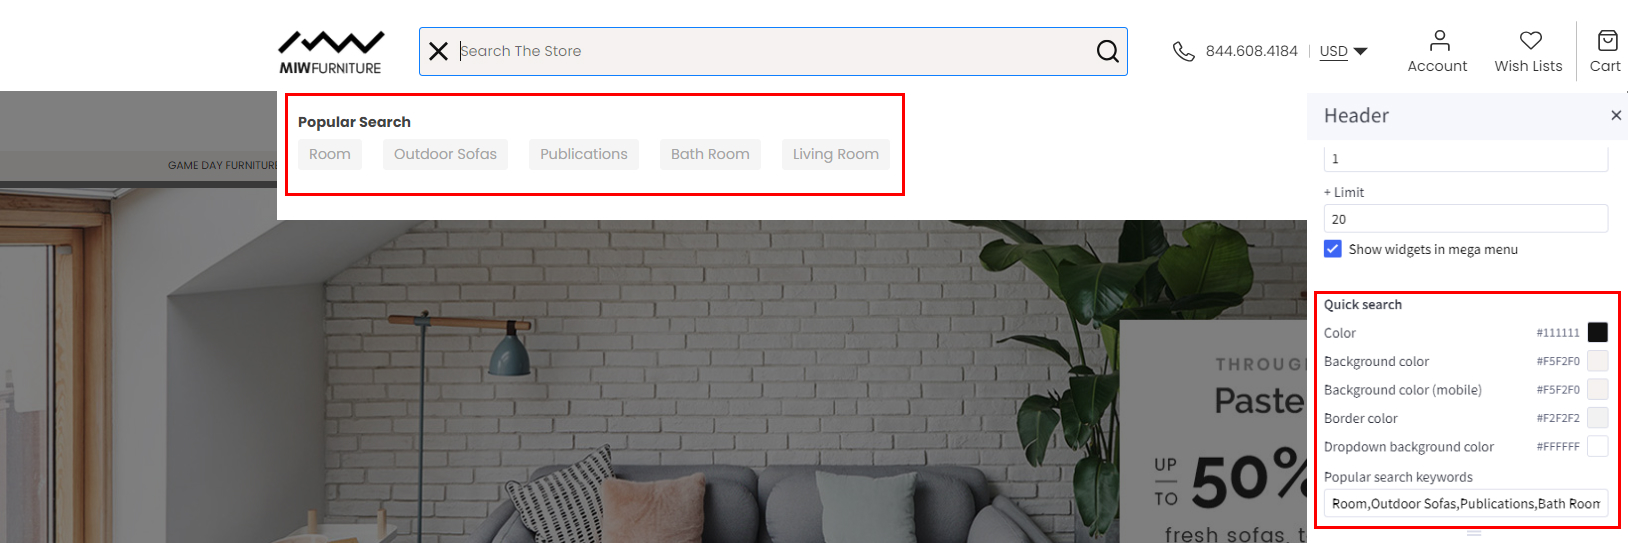 MIWFURNITURE
Search The Store
844.608.4184
USD
Account
Wish Lists
Cart
Popular Search
Room
Outdoor Sofas
Publications
Bath Room
Living Room
GAME DAY FURNITURE
THROUG
Paste
UP
TO
50%
fresh sofas, t
Header
1
+ Limit
20
Show widgets in mega menu
Quick search
Color #111111
Background color #F5F2F0
Background color (mobile) #F5F2F0
Border color #F2F2F2
Dropdown background color #FFFFFF
Popular search keywords
Room,Outdoor Sofas,Publications,Bath Room